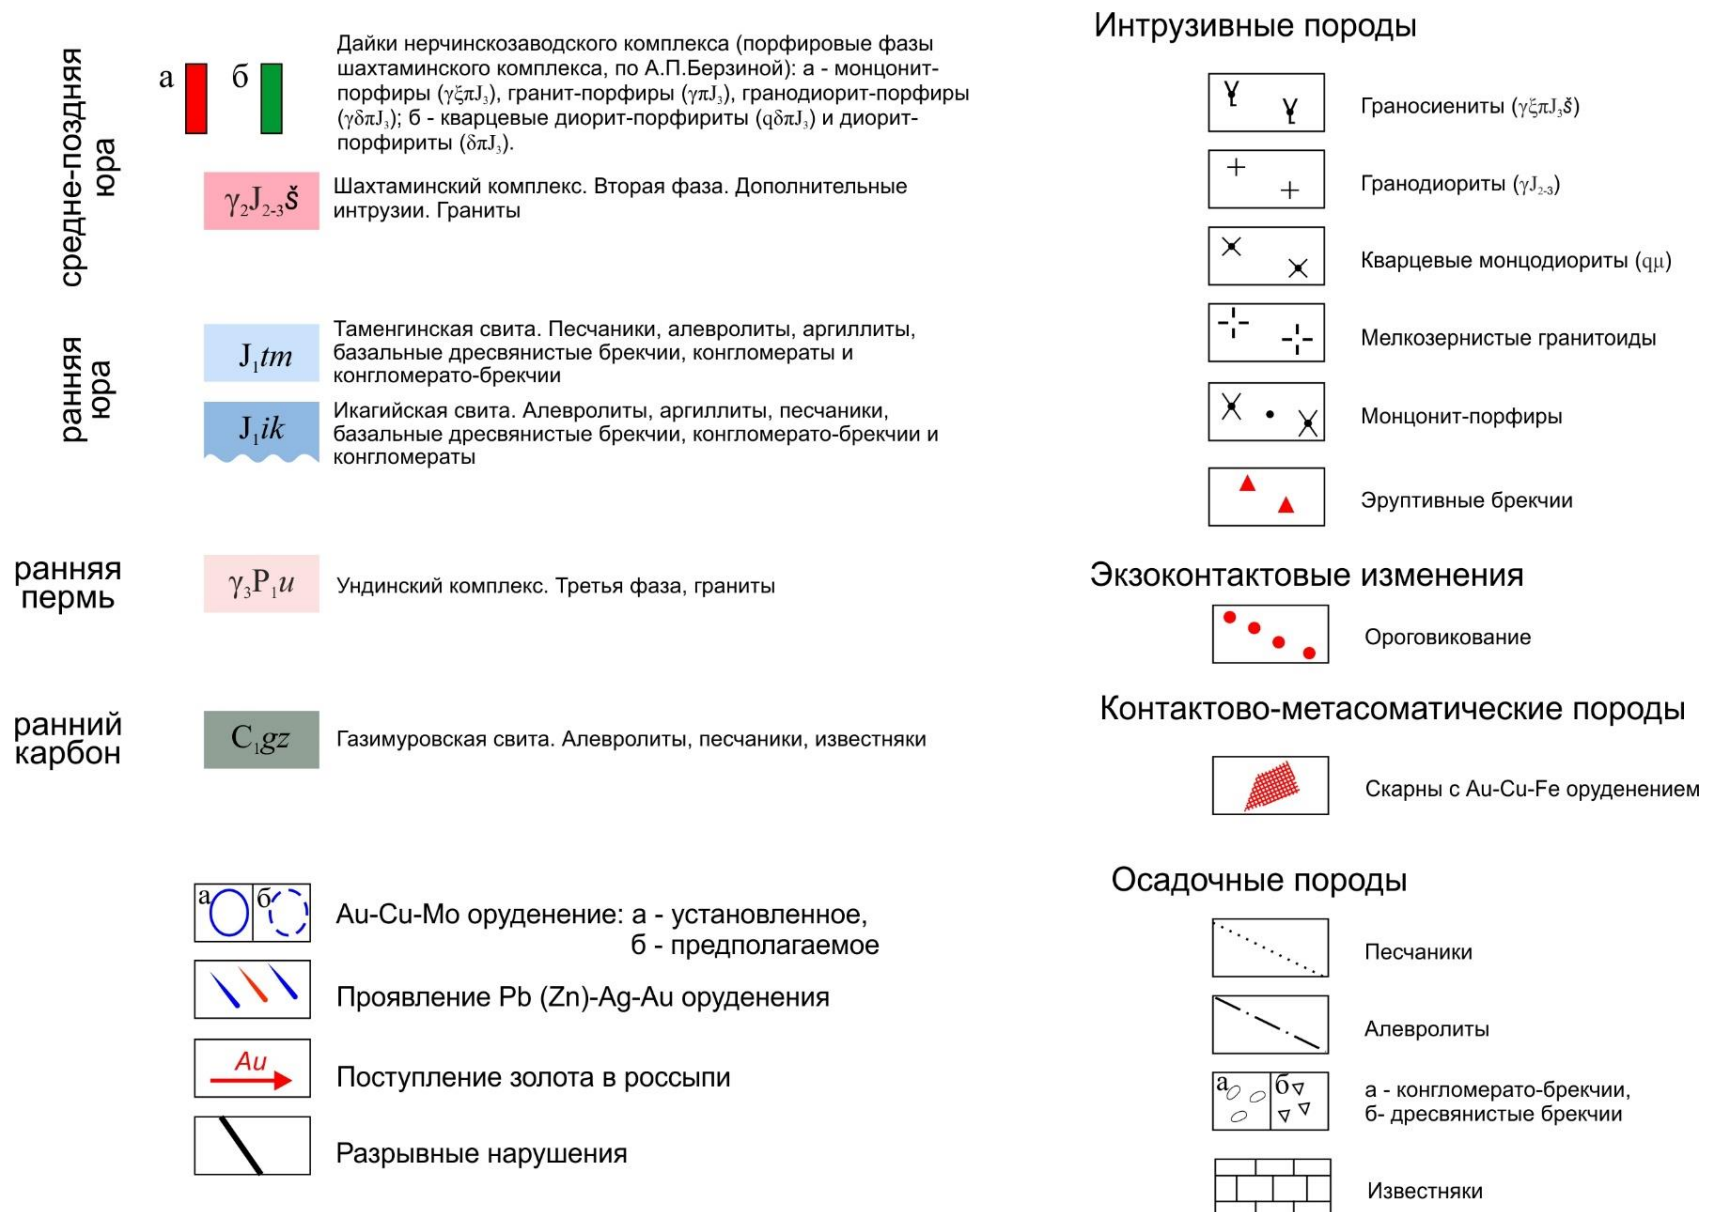 средне-поздняя
юра
а
б
Дайки нерчинскозаводского комплекса (порфировые фазы
шахтаминского комплекса, по А.П.Берзиной): а - монцонит-
порфиры (γξπJ₃), гранит-порфиры (γπJ₃), гранодиорит-порфиры
(γδπJ₃); б - кварцевые диорит-порфириты (qδπJ₃) и диорит-
порфириты (δπJ₃).
γ₂J₂₋₃š
Шахтаминский комплекс. Вторая фаза. Дополнительные
интрузии. Граниты
ранняя
юра
J₁tm
Таменгинская свита. Песчаники, алевролиты, аргиллиты,
базальные дресвянистые брекчии, конгломераты и
конгломерато-брекчии
J₁ik
Икагийская свита. Алевролиты, аргиллиты, песчаники,
базальные дресвянистые брекчии, конгломерато-брекчии и
конгломераты
ранняя
пермь
γ₃P₁u
Ундинский комплекс. Третья фаза, граниты
ранний
карбон
C₁gz
Газимуровская свита. Алевролиты, песчаники, известняки
а
б
Au-Cu-Mo оруденение: а - установленное,
б - предполагаемое
Проявление Pb (Zn)-Ag-Au оруденения
Au
Поступление золота в россыпи
Разрывные нарушения
Интрузивные породы
Граносиениты (γξπJ₃š)
Гранодиориты (γJ₂₋₃)
Кварцевые монцодиориты (qμ)
Мелкозернистые гранитоиды
Монцонит-порфиры
Эруптивные брекчии
Экзоконтактовые изменения
Ороговикование
Контактово-метасоматические породы
Скарны с Au-Cu-Fe оруденением
Осадочные породы
Песчаники
Алевролиты
а
б
а - конгломерато-брекчии,
б- дресвянистые брекчии
Известняки